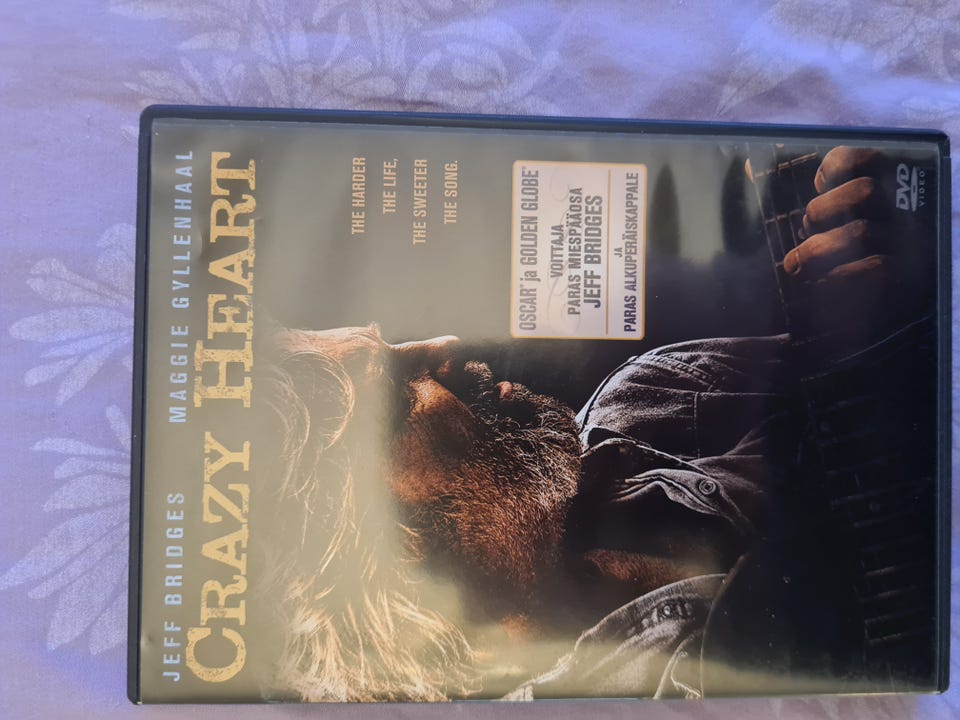 JEFF BRIDGES MAGGIE GYLLENHAAL
CRAZY HEART
THE HARDER
THE LIFE,
THE SWEETER
THE SONG.
OSCAR® ja GOLDEN GLOBE®
VOITTAJA
PARAS MIESPÄÄOSA
JEFF BRIDGES
JA
PARAS ALKUPERÄISKAPPALE
DVD
VIDEO